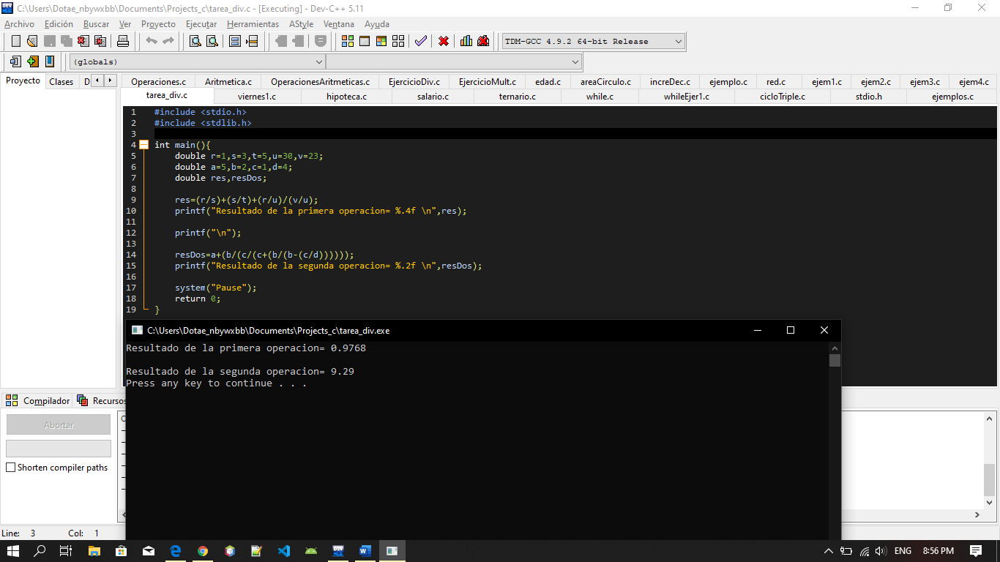 C:\Users\Dotae_nbywxbb\Documents\Projects_c\tarea_div.c - [Executing] - Dev-C++ 5.11
Archivo Edición Buscar Ver Proyecto Ejecutar Herramientas AStyle Ventana Ayuda
TDM-GCC 4.9.2 64-bit Release
(globals)
Proyecto Clases D
Operaciones.c Aritmetica.c OperacionesAritmeticas.c EjercicioDiv.c EjercicioMult.c edad.c areaCirculo.c increDec.c ejemplo.c red.c ejem1.c ejem2.c ejem3.c ejem4.c
tarea_div.c viernes1.c hipoteca.c salario.c ternario.c while.c whileEjer1.c cicloTriple.c stdio.h ejemplos.c
1 #include <stdio.h>
2 #include <stdlib.h>
3
4 int main(){
5 double r=1,s=3,t=5,u=30,v=23;
6 double a=5,b=2,c=1,d=4;
7 double res,resDos;
8
9 res=(r/s)+(s/t)+(r/u)/(v/u);
10 printf("Resultado de la primera operacion= %.4f \n",res);
11
12 printf("\n");
13
14 resDos=a+(b/(c/(c+(b/(b-(c/d))))));
15 printf("Resultado de la segunda operacion= %.2f \n",resDos);
16
17 system("Pause");
18 return 0;
19 }
C:\Users\Dotae_nbywxbb\Documents\Projects_c\tarea_div.exe
Resultado de la primera operacion= 0.9768
Resultado de la segunda operacion= 9.29
Press any key to continue . . .
Compilador Recursos
Abortar
Shorten compiler paths
Line: 3 Col: 1
ENG 8:56 PM